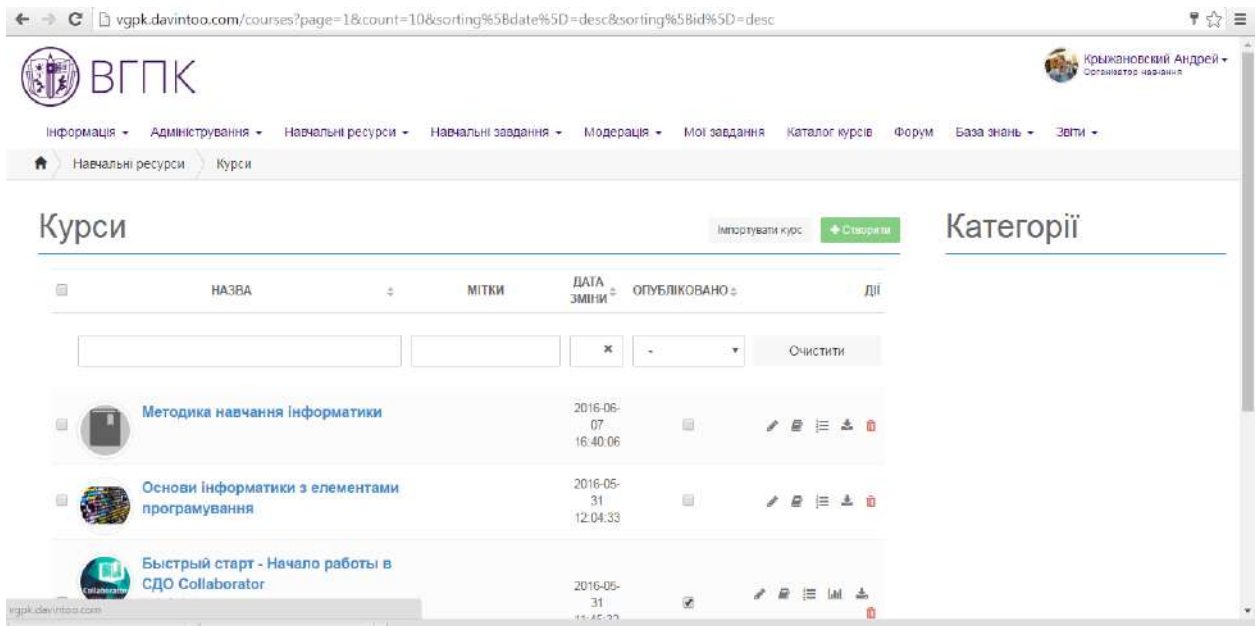 vgpk.davintoo.com/courses?page=1&count=10&sorting%5Bdate%5D=desc&sorting%5Bid%5D=desc
ВГПК
Крыжановский Андрей
Організатор навчання
Інформація Адміністрування Навчальні ресурси Навчальні завдання Модерація Мої завдання Каталог курсів Форум База знань Звіти
Навчальні ресурси Курси
Курси
Імпортувати курс
+ Створити
Категорії
НАЗВА МІТКИ ДАТА ЗМІНИ ОПУБЛІКОВАНО ДІЇ
- Очистити
Методика навчання інформатики
2016-06-
07
16:40:06
Основи інформатики з елементами
програмування
2016-05-
31
12:04:33
Collaborator
Быстрый старт - Начало работы в
СДО Collaborator
2016-05-
31
11:45:32
vgpk.davintoo.com